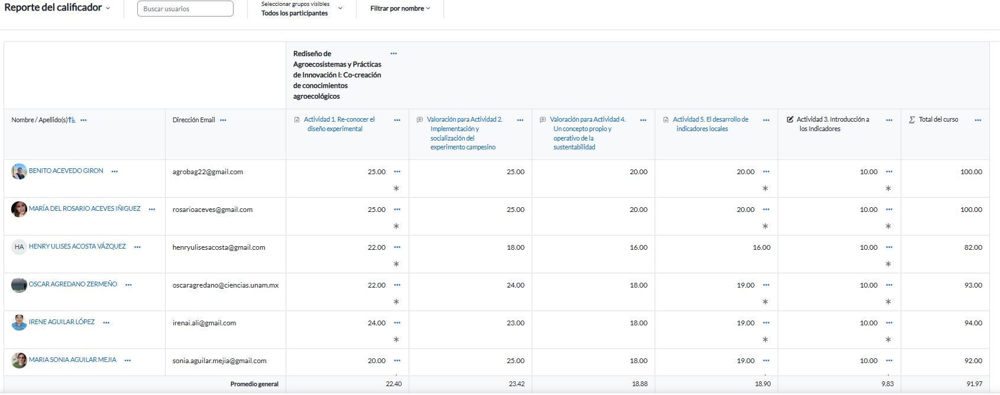 Reporte del calificador
Buscar usuarios
Seleccionar grupos visibles
Todos los participantes
Filtrar por nombre
Rediseño de
Agroecosistemas y Prácticas
de Innovación I: Co-creación
de conocimientos
agroecológicos
Nombre / Apellido(s)
Dirección Email
Actividad 1. Re-conocer el
diseño experimental
Valoración para Actividad 2.
Implementación y
socialización del
experimento campesino
Valoración para Actividad 4.
Un concepto propio y
operativo de la
sustentabilidad
Actividad 5. El desarrollo de
indicadores locales
Actividad 3. Introducción a
los Indicadores
Total del curso
BENITO ACEVEDO GIRON agrobag22@gmail.com 25.00 25.00 20.00 20.00 10.00 100.00
MARÍA DEL ROSARIO ACEVES IÑIGUEZ rosarioaceves@gmail.com 25.00 25.00 20.00 20.00 10.00 100.00
HA HENRY ULISES ACOSTA VÁZQUEZ henryulisesacosta@gmail.com 22.00 18.00 16.00 16.00 10.00 82.00
OSCAR AGREDANO ZERMEÑO oscaragredano@ciencias.unam.mx 22.00 24.00 18.00 19.00 10.00 93.00
IRENE AGUILAR LÓPEZ irenai.ali@gmail.com 24.00 23.00 18.00 19.00 10.00 94.00
MARIA SONIA AGUILAR MEJIA sonia.aguilar.mejia@gmail.com 20.00 25.00 18.00 19.00 10.00 92.00
Promedio general 22.40 23.42 18.88 18.90 9.83 91.97